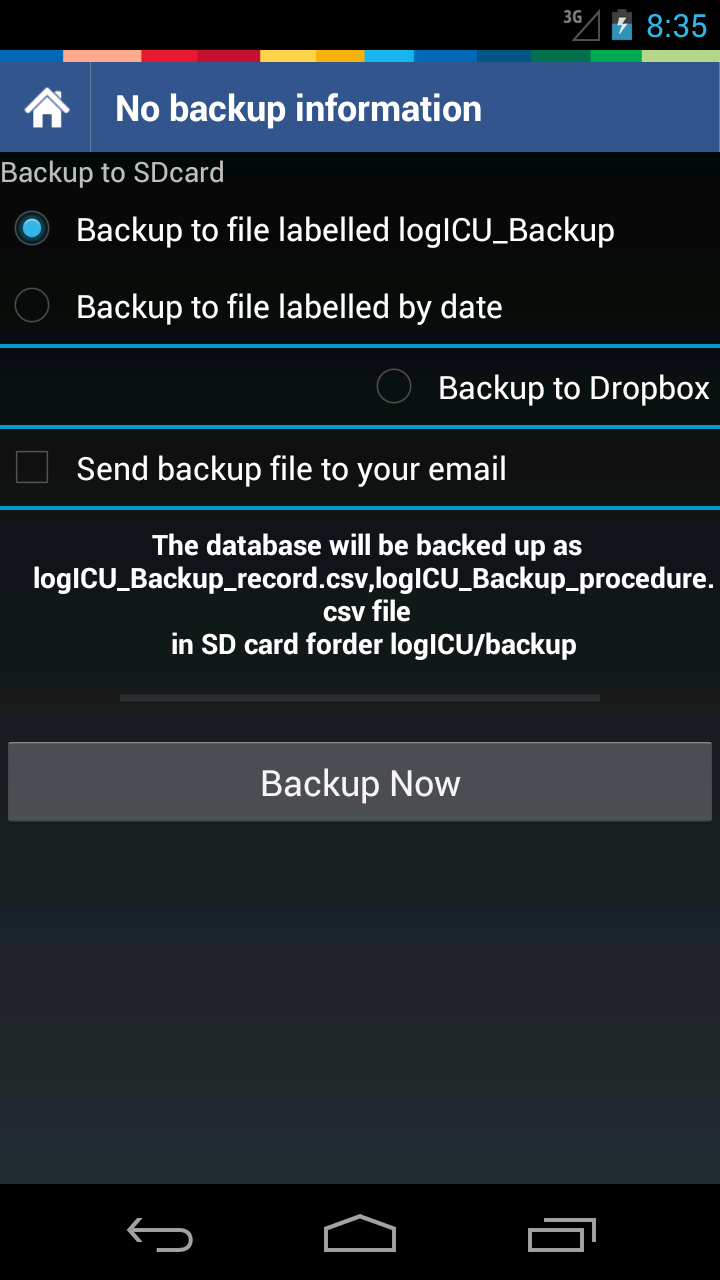 3G
8:35
No backup information
Backup to SDcard
Backup to file labelled logICU_Backup
Backup to file labelled by date
Backup to Dropbox
Send backup file to your email
The database will be backed up as
logICU_Backup_record.csv,logICU_Backup_procedure.
csv file
in SD card forder logICU/backup
Backup Now